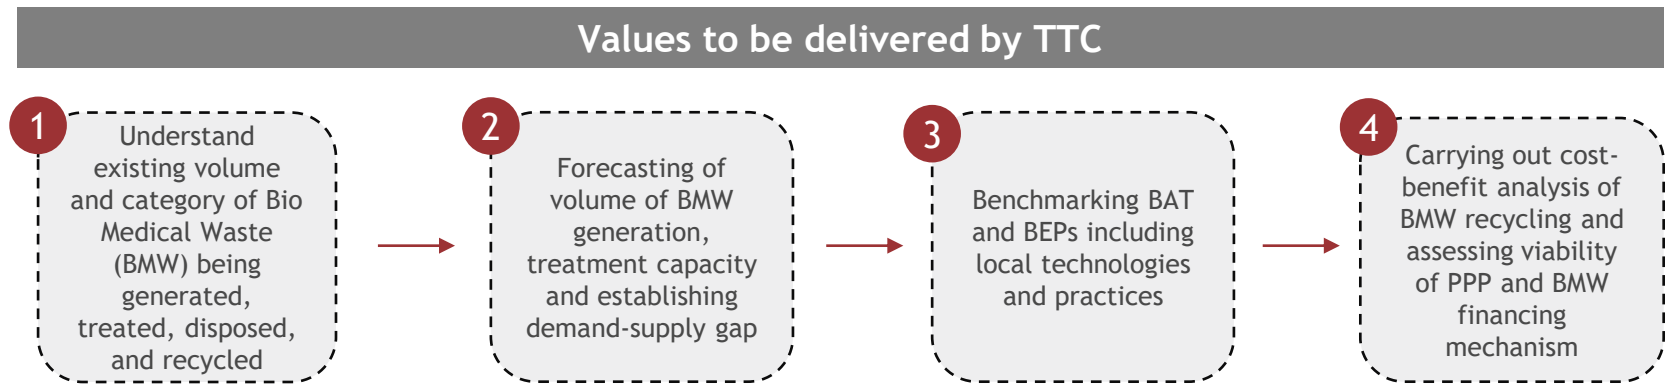 Values to be delivered by TTC
1
Understand
existing volume
and category of Bio
Medical Waste
(BMW) being
generated,
treated, disposed,
and recycled
2
Forecasting of
volume of BMW
generation,
treatment capacity
and establishing
demand-supply gap
3
Benchmarking BAT
and BEPs including
local technologies
and practices
4
Carrying out cost-
benefit analysis of
BMW recycling and
assessing viability
of PPP and BMW
financing
mechanism